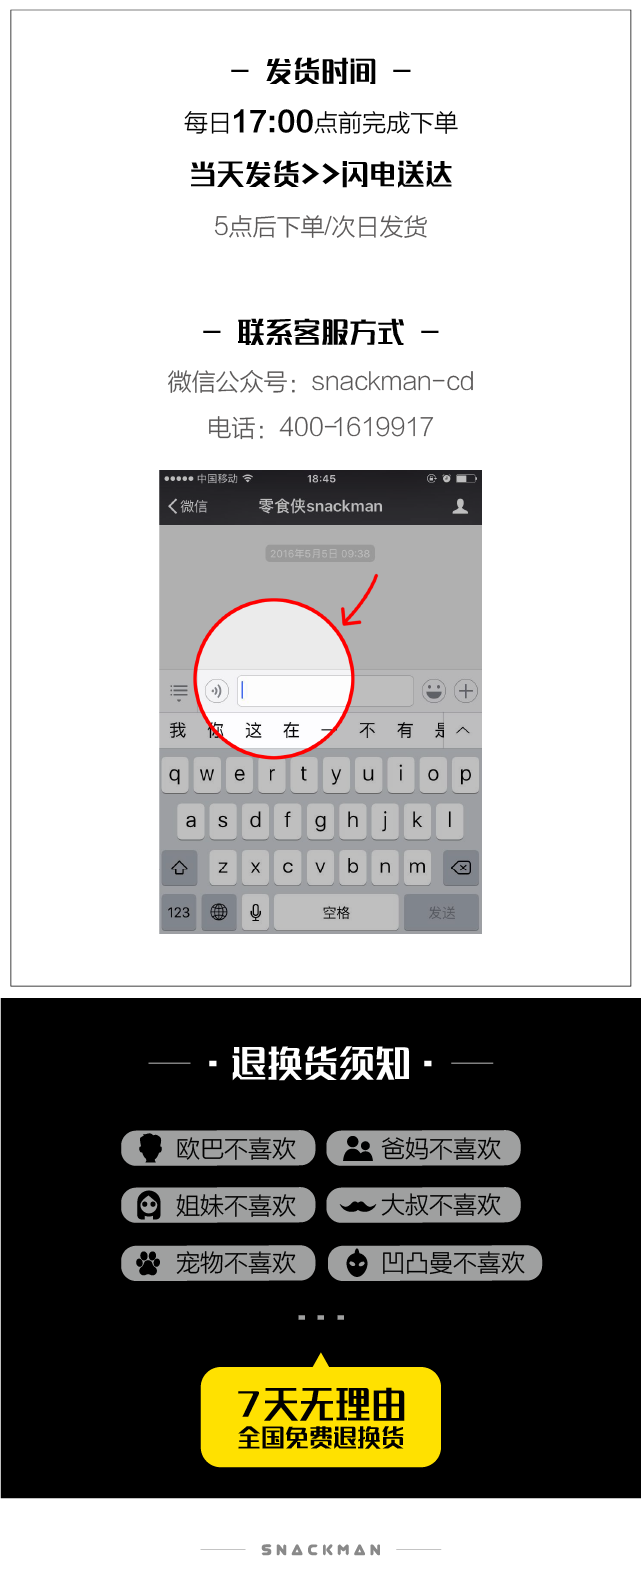 - 发货时间 -
每日17:00点前完成下单
当天发货>>闪电送达
5点后下单/次日发货
- 联系客服方式 -
微信公众号：snackman-cd
电话：400-1619917
中国移动 18:45
微信 零食侠snackman
2016年5月5日 09:38
我 你 这 在 一 不 有 是
q w e r t y u i o p
a s d f g h j k l
z x c v b n m
123 空格 发送
退换货须知
欧巴不喜欢 爸妈不喜欢
姐妹不喜欢 大叔不喜欢
宠物不喜欢 凹凸曼不喜欢
...
7天无理由
全国免费退换货
SNACKMAN